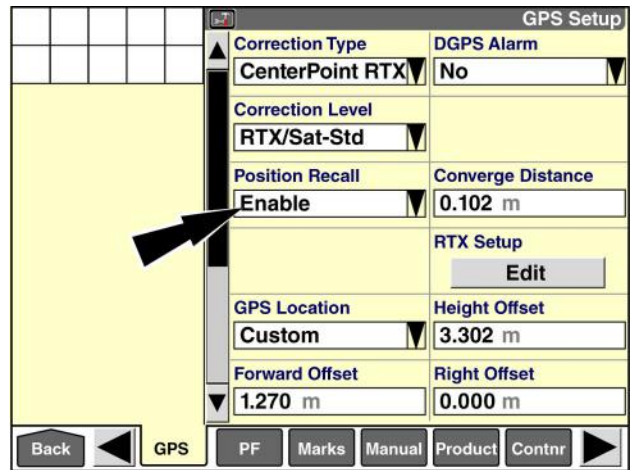 GPS Setup
Correction Type
DGPS Alarm
CenterPoint RTX
No
Correction Level
RTX/Sat-Std
Position Recall
Converge Distance
Enable
0.102 m
RTX Setup
Edit
GPS Location
Height Offset
Custom
3.302 m
Forward Offset
Right Offset
1.270 m
0.000 m
Back
GPS
PF
Marks
Manual
Product
Contnr